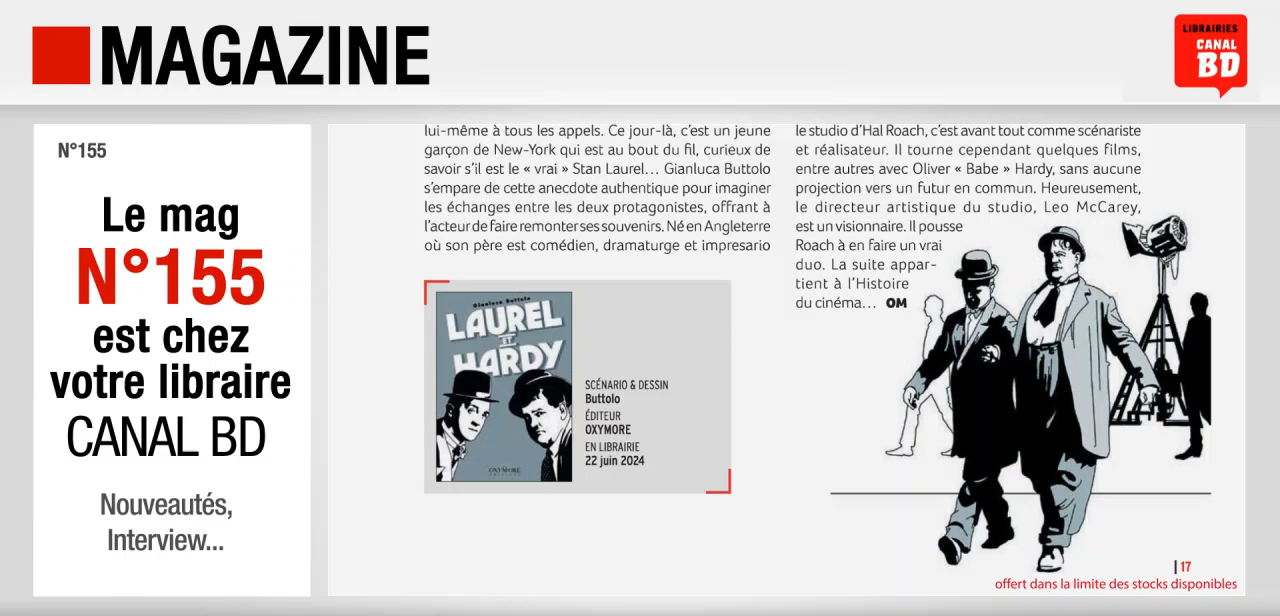 MAGAZINE
LIBRAIRIES
CANAL
BD
N°155
Le mag
N°155
est chez
votre libraire
CANAL BD
Nouveautés,
Interview...
lui-même à tous les appels. Ce jour-là, c'est un jeune
garçon de New-York qui est au bout du fil, curieux de
savoir s'il est le « vrai » Stan Laurel... Gianluca Buttolo
s'empare de cette anecdote authentique pour imaginer
les échanges entre les deux protagonistes, offrant à
l'acteur de faire remonter ses souvenirs. Né en Angleterre
où son père est comédien, dramaturge et impresario
le studio d'Hal Roach, c'est avant tout comme scénariste
et réalisateur. Il tourne cependant quelques films,
entre autres avec Oliver « Babe » Hardy, sans aucune
projection vers un futur en commun. Heureusement,
le directeur artistique du studio, Leo McCarey,
est un visionnaire. Il pousse
Roach à en faire un vrai
duo. La suite appar-
tient à l'Histoire
du cinéma... OM
Gianluca Buttolo
LAUREL
ET
HARDY
OXYMORE
SCÉNARIO & DESSIN
Buttolo
ÉDITEUR
OXYMORE
EN LIBRAIRIE
22 juin 2024
| 17
offert dans la limite des stocks disponibles